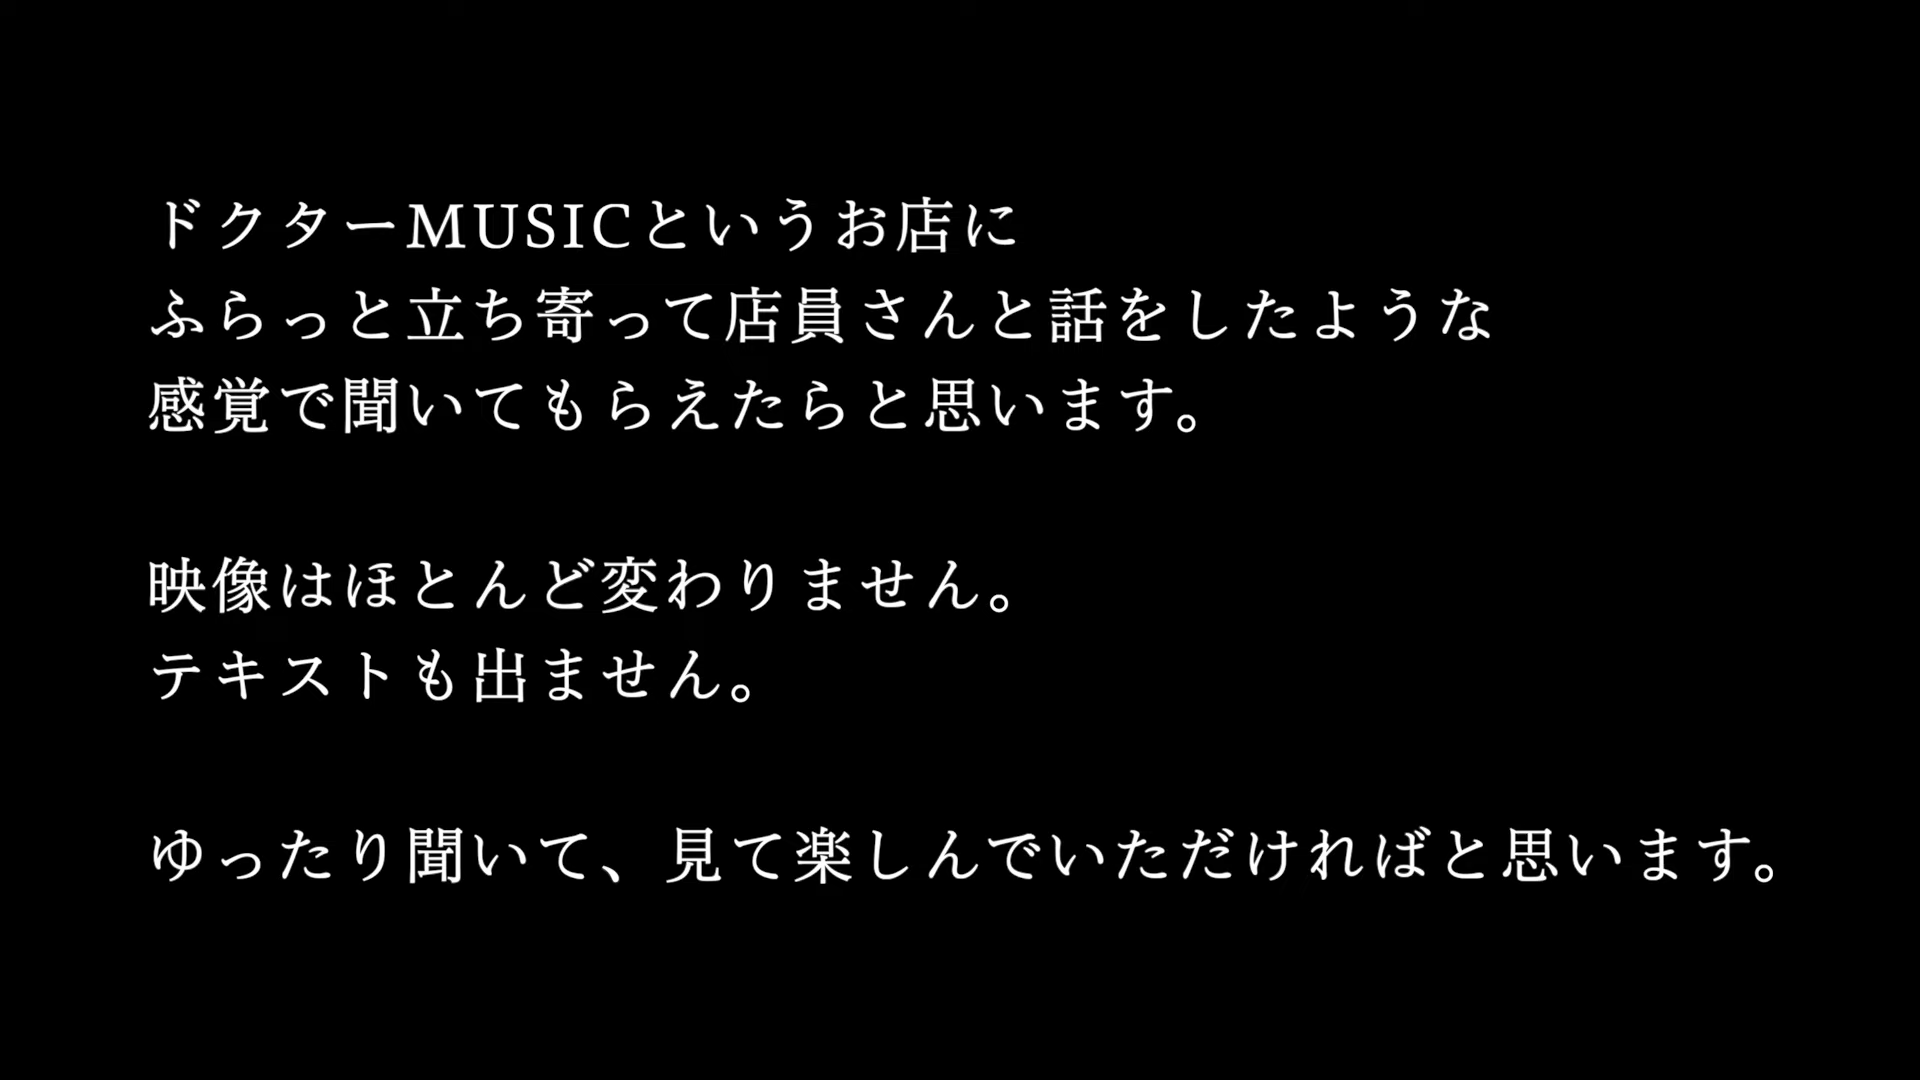 ドクターMUSICというお店に
ふらっと立ち寄って店員さんと話をしたような
感覚で聞いてもらえたらと思います。
映像はほとんど変わりません。
テキストも出ません。
ゆったり聞いて、見て楽しんでいただければと思います。